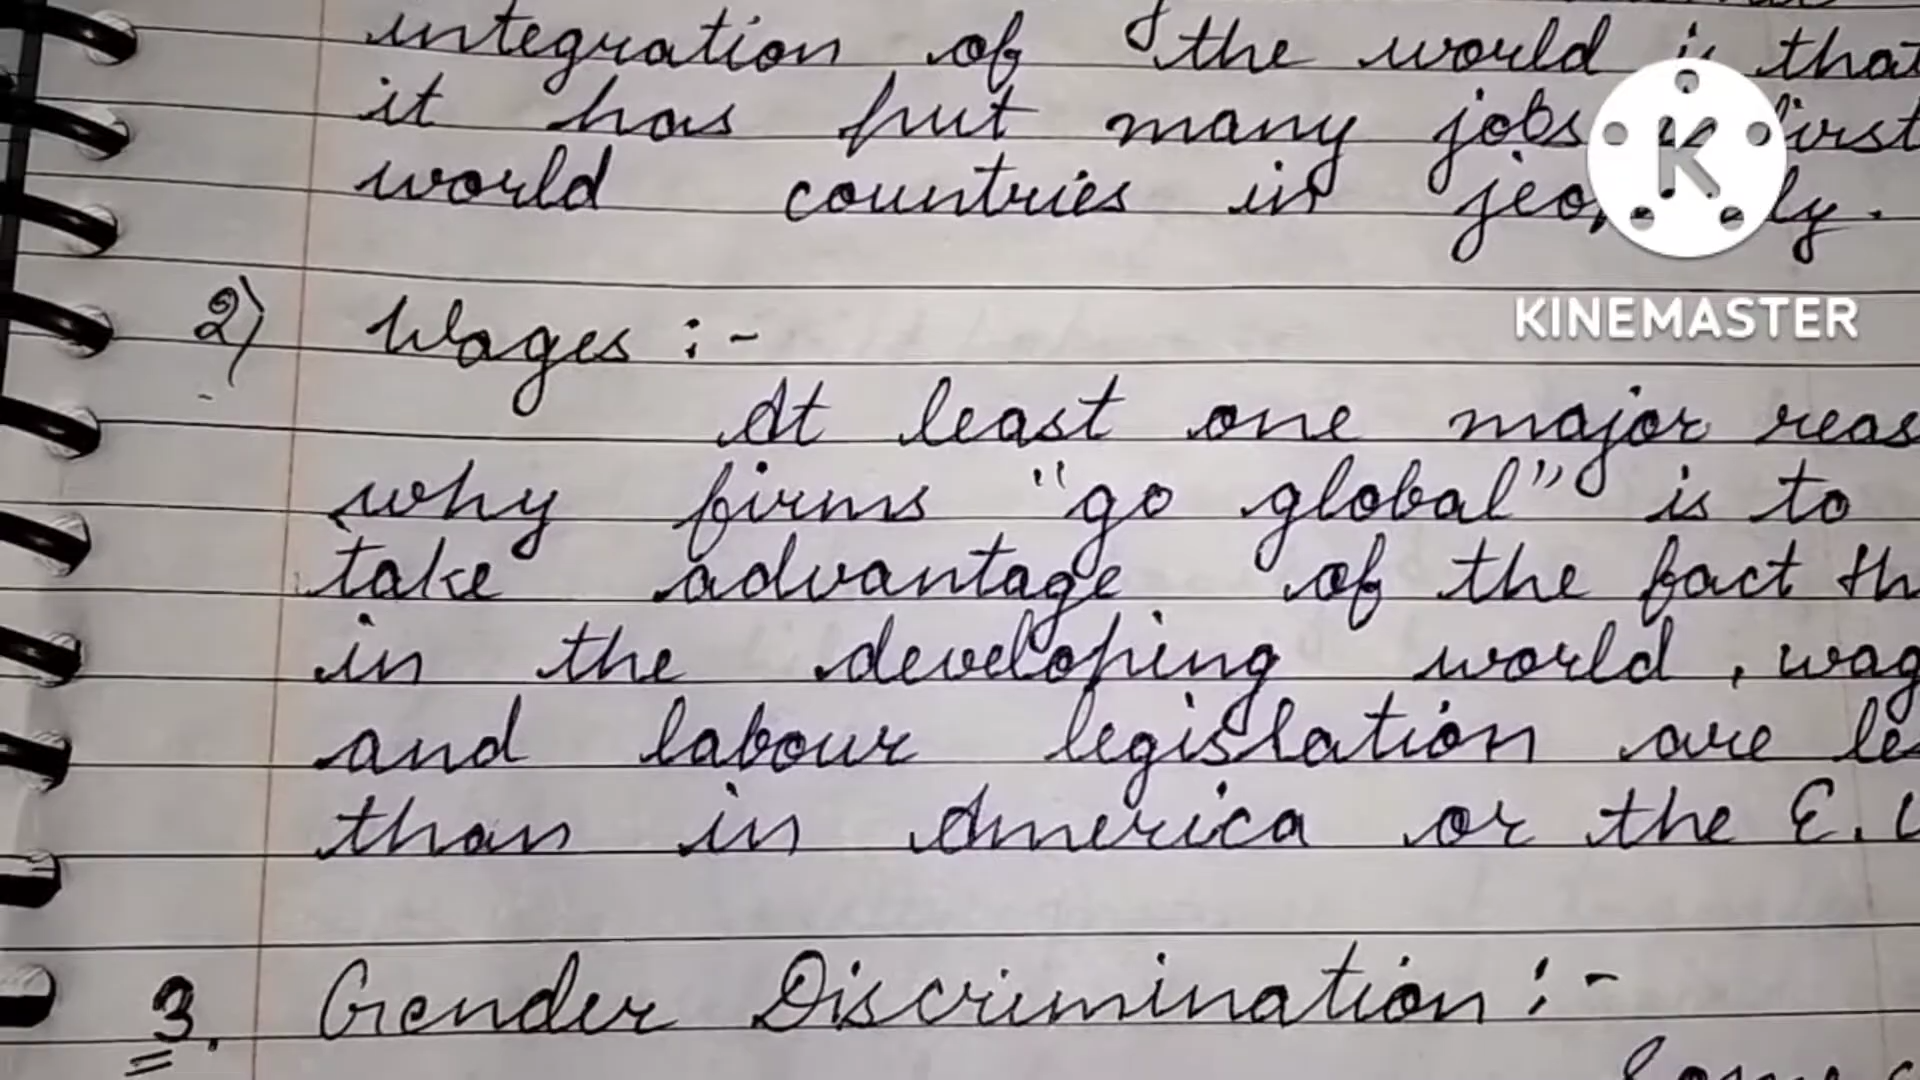 integration of the world is that
it has put many jobs in first
world countries in
KINEMASTER
2) Wages :-
At least one major
why firms "go global" is to
take advantage of the fact
in the developing world,
and labour legislation are
than in America or the E.
3. Gender Discrimination :-